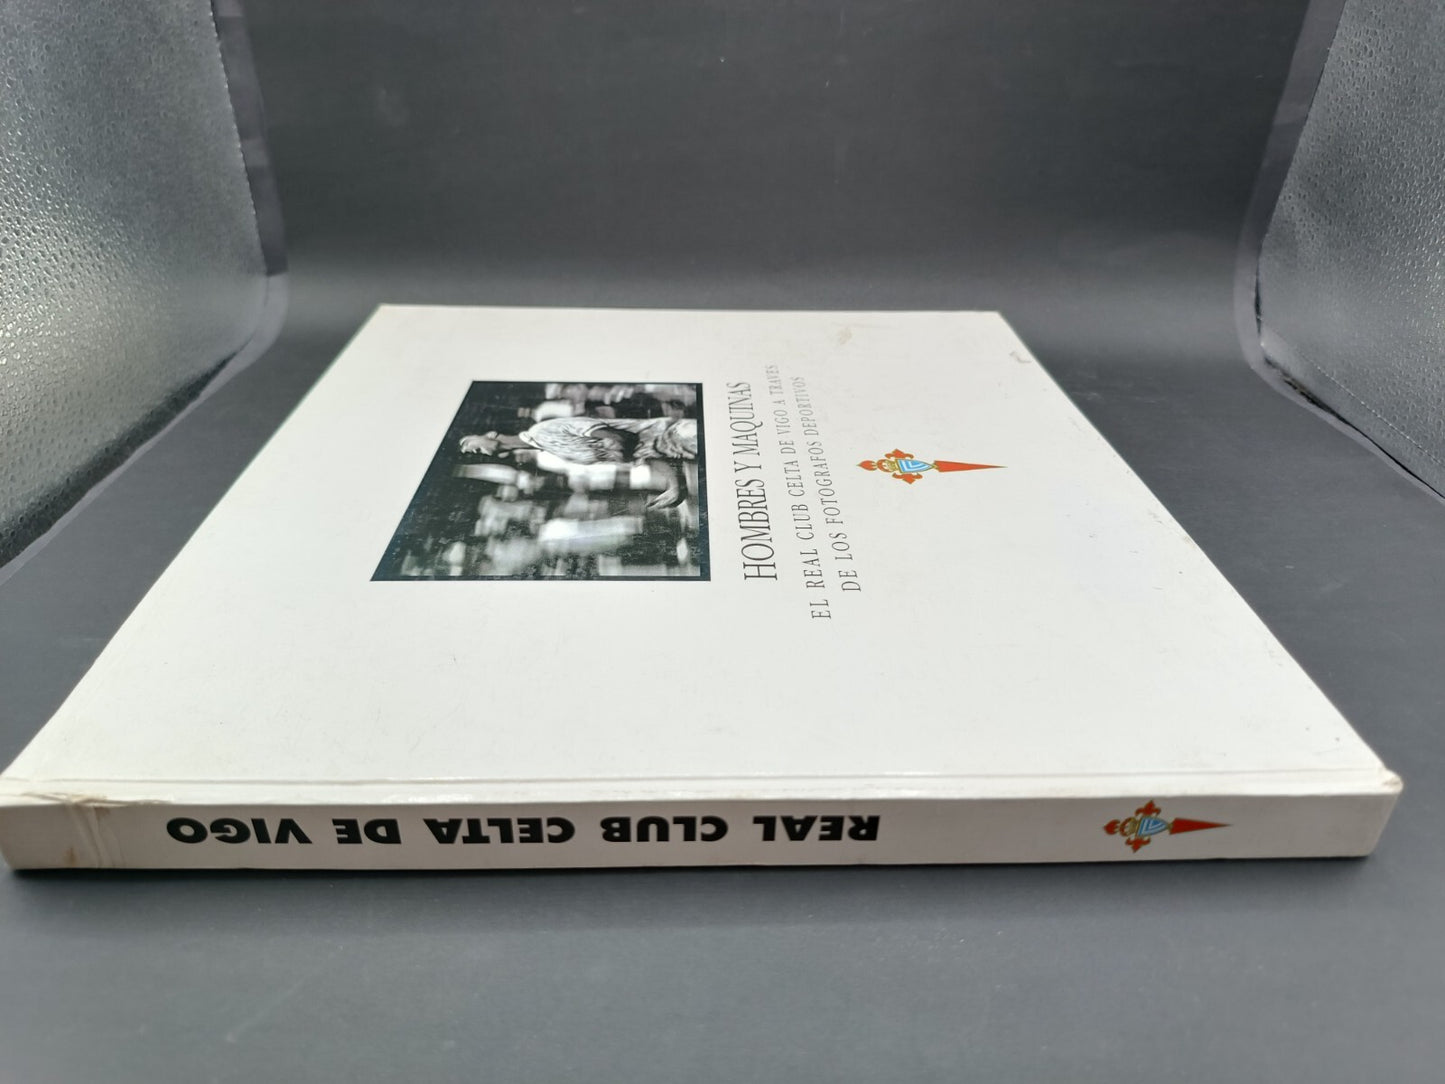 HOMBRES Y MAQUINAS
EL REAL CLUB CELTA DE VIGO A TRAVES
DE LOS FOTOGRAFOS DEPORTIVOS
REAL CLUB CELTA DE VIGO